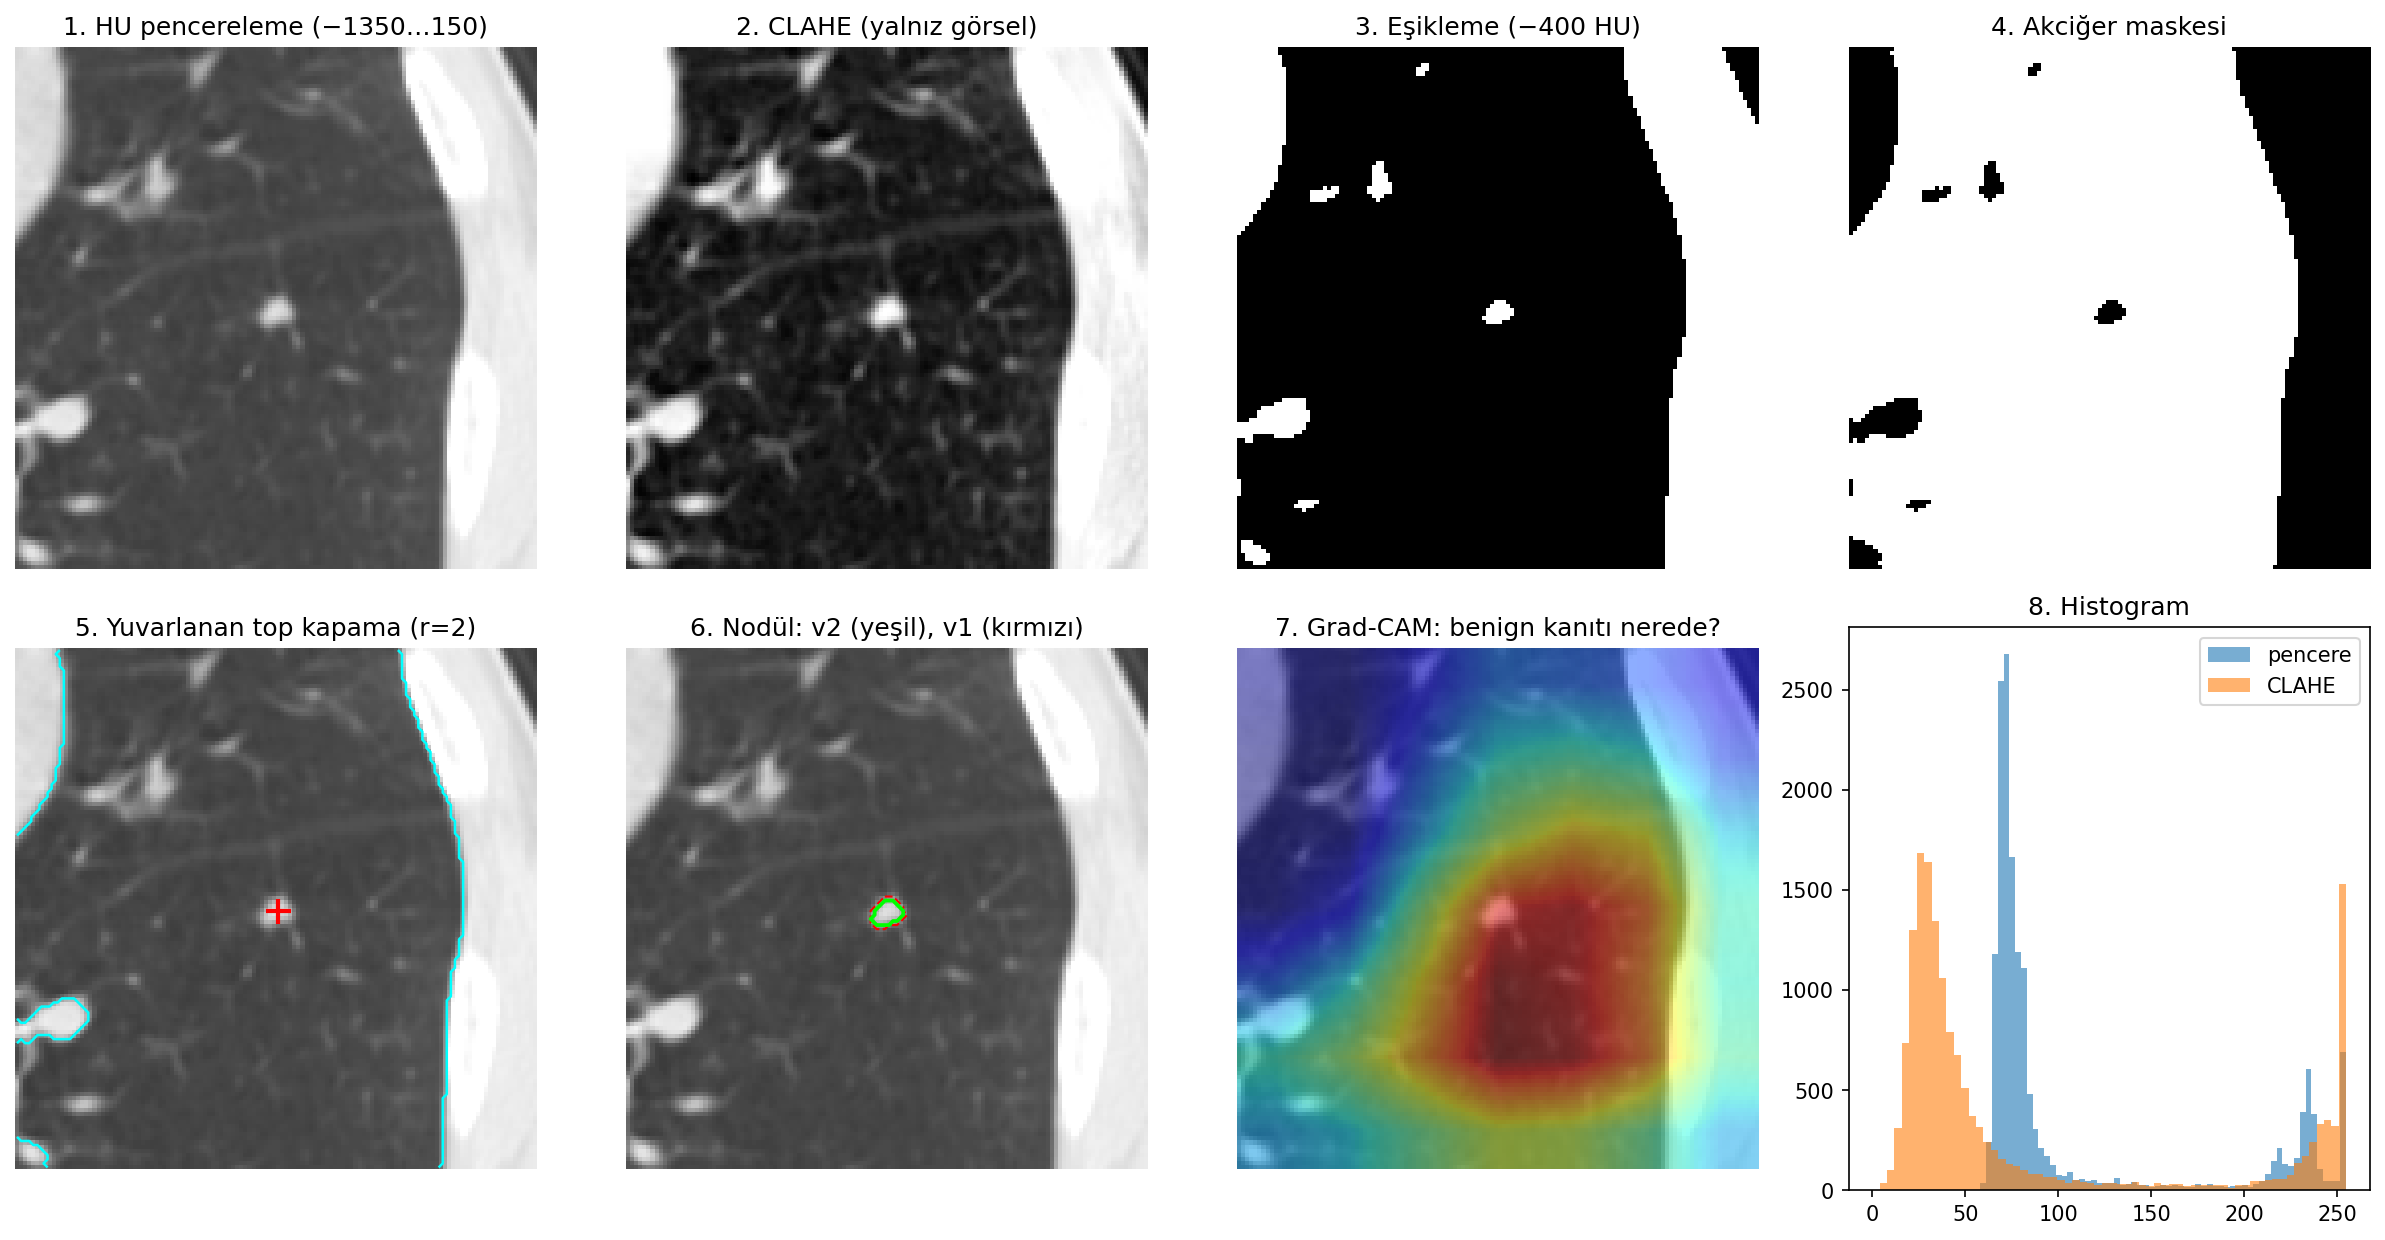 1. HU pencereleme (−1350…150)
2. CLAHE (yalnız görsel)
3. Eşikleme (−400 HU)
4. Akciğer maskesi
5. Yuvarlanan top kapama (r=2)
6. Nodül: v2 (yeşil), v1 (kırmızı)
7. Grad-CAM: benign kanıtı nerede?
8. Histogram
pencere
CLAHE
2500
2000
1500
1000
500
0
0 50 100 150 200 250